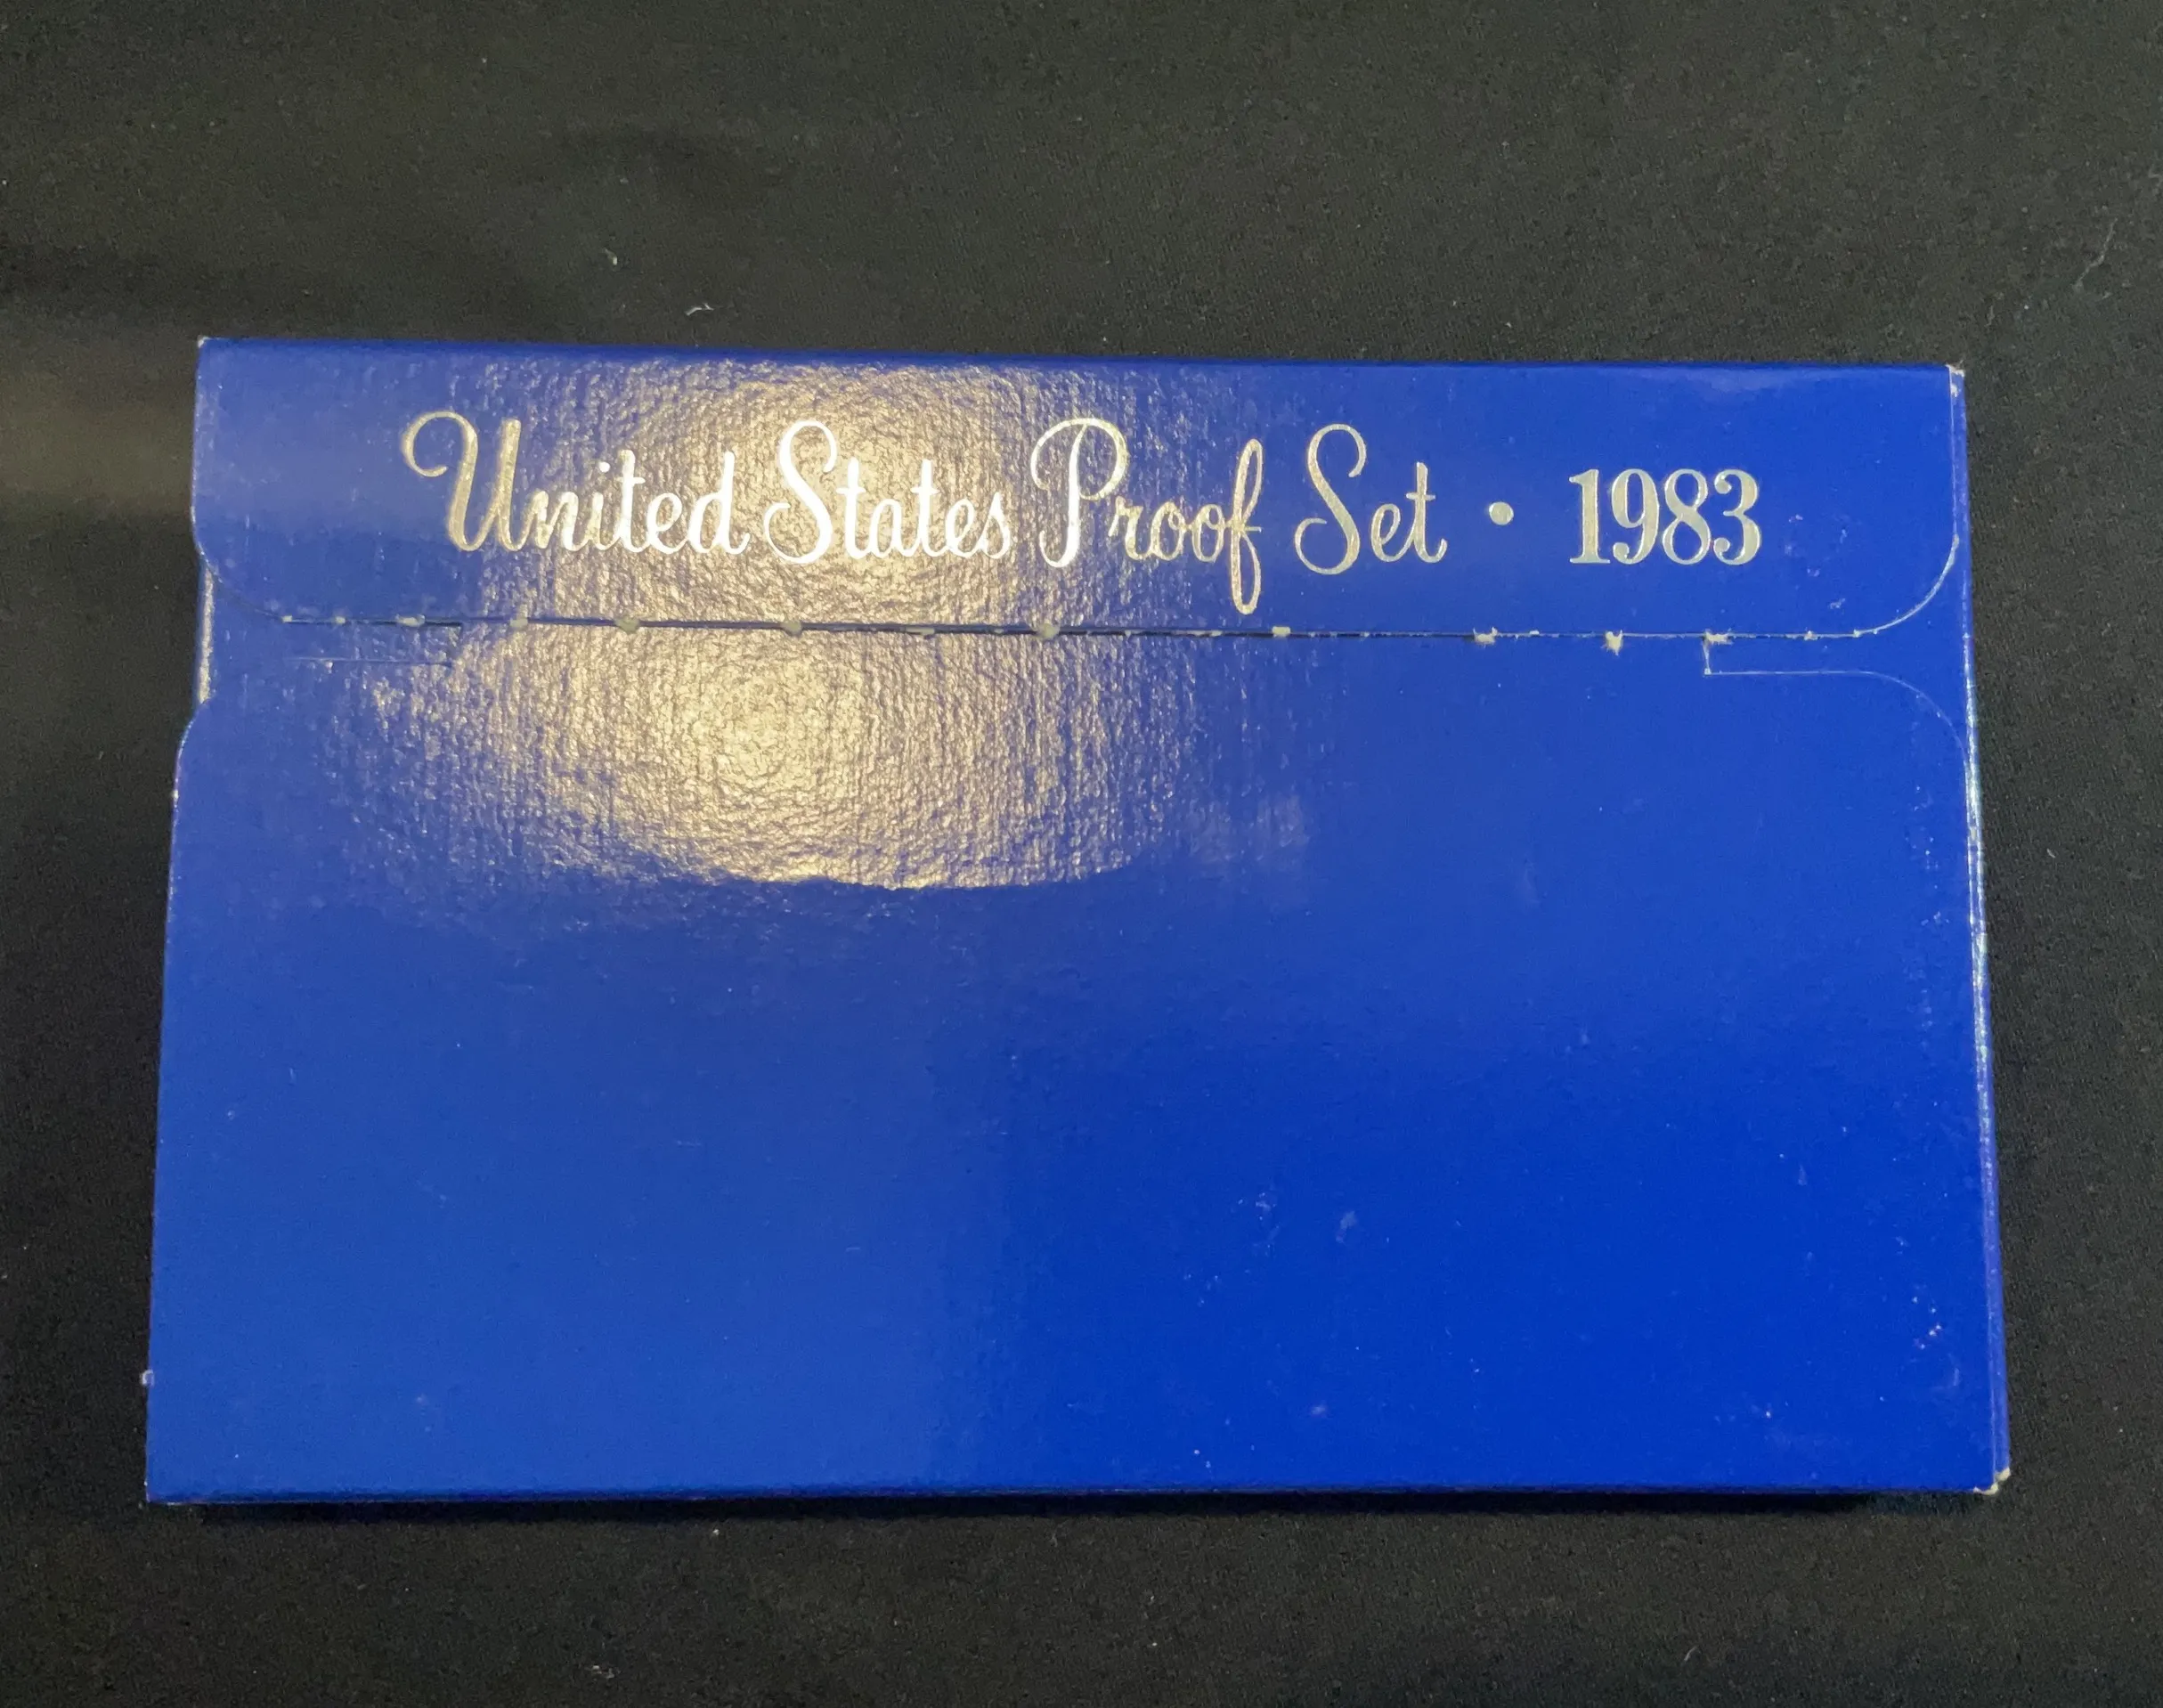 United States Proof Set • 1983